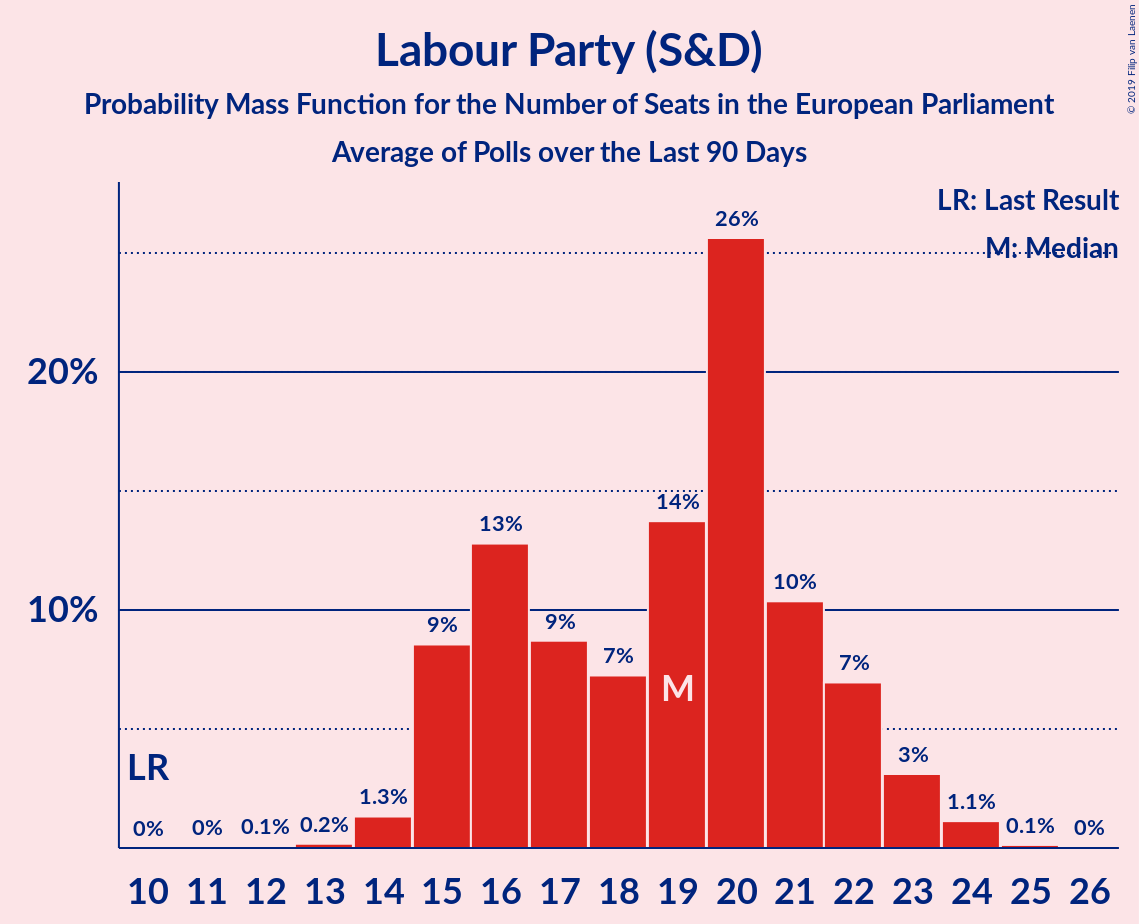 Labour Party (S&D)
Probability Mass Function for the Number of Seats in the European Parliament
Average of Polls over the Last 90 Days
© 2019 Filip van Laenen
LR: Last Result
M: Median
20%
10%
26%
14%
13%
10%
9%
9%
7%
7%
M
3%
LR
1.3%
1.1%
0% 0% 0.1% 0.2% 0.1% 0%
10 11 12 13 14 15 16 17 18 19 20 21 22 23 24 25 26